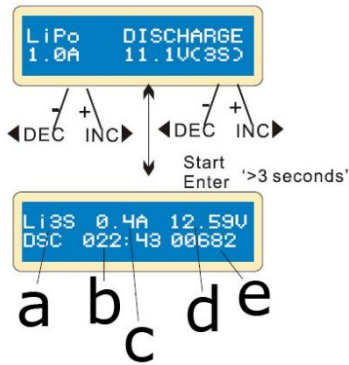 LiPo DISCHARGE
1.0A 11.1V(3S)
- + - +
◀DEC INC▶ ◀DEC INC▶
Start
Enter '>3 seconds'
Li3S 0.4A 12.59V
DSC 022:43 00682
a b c d e